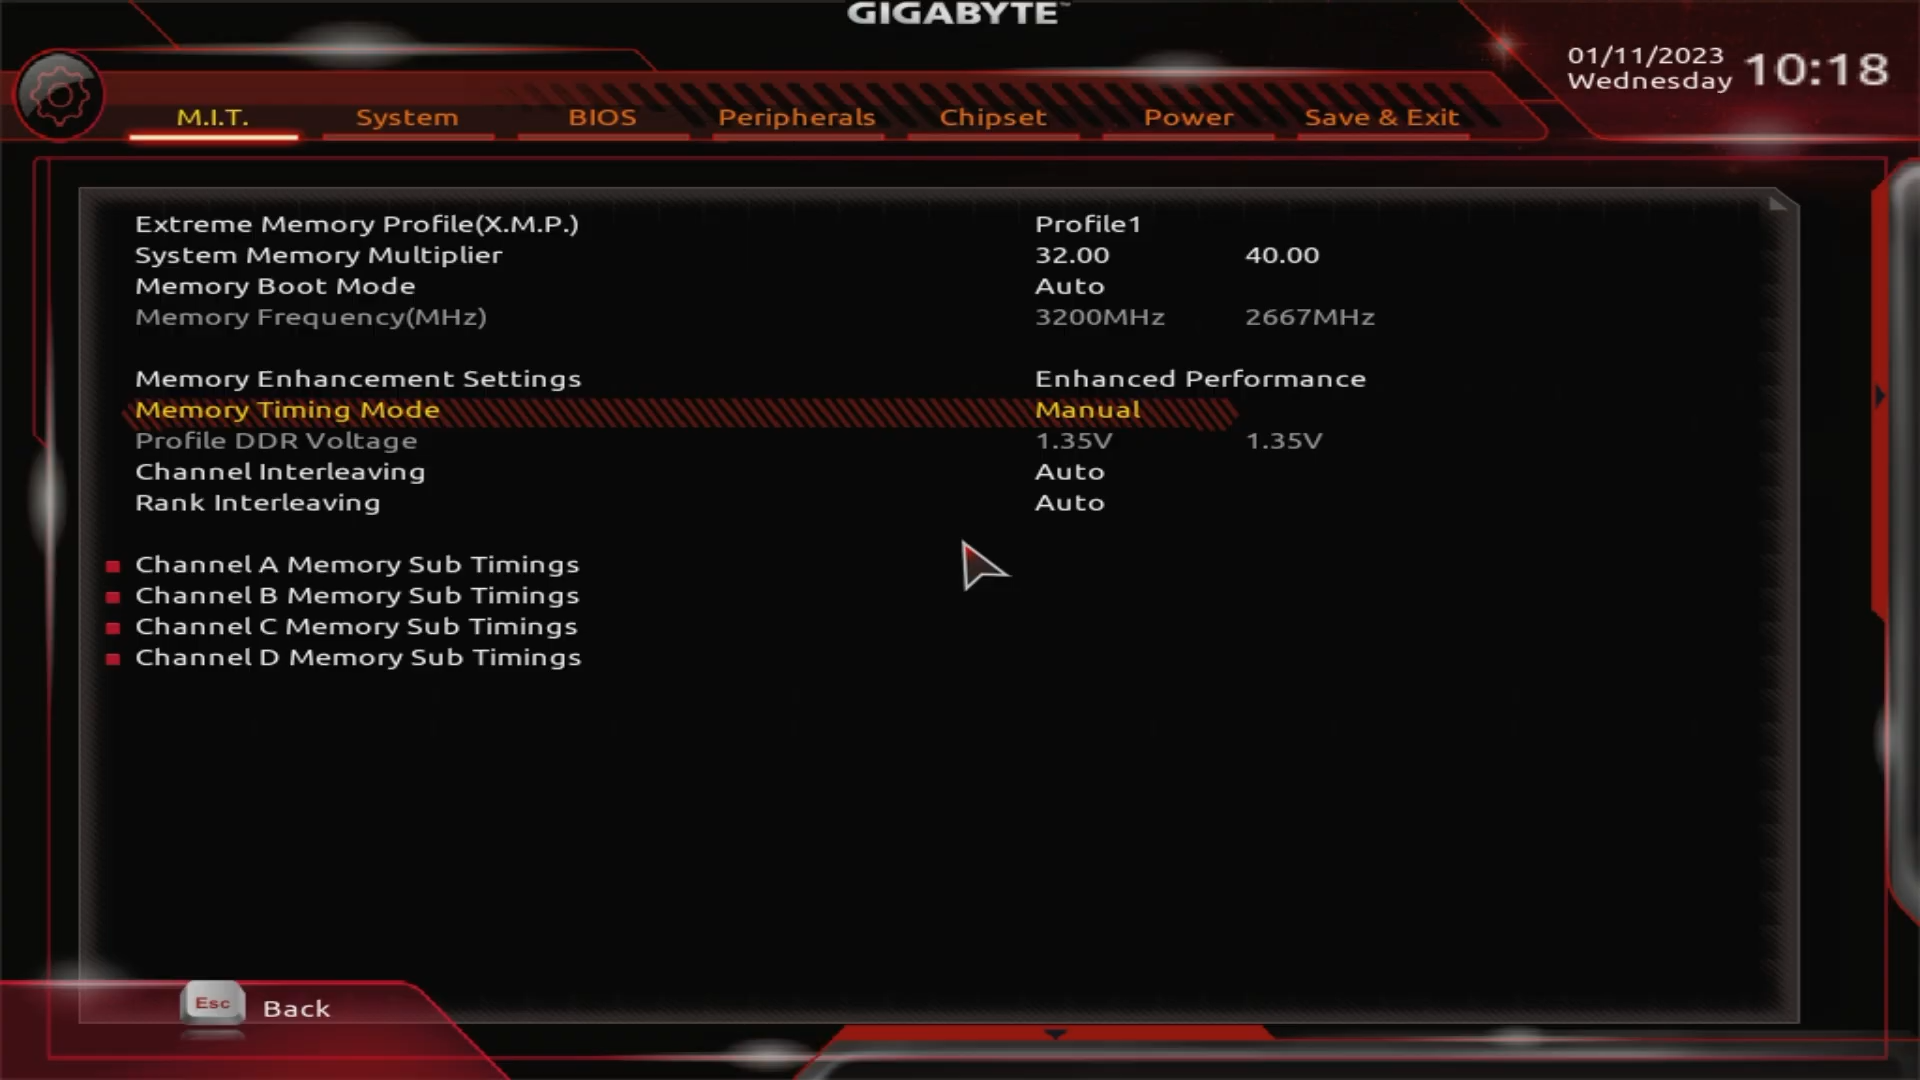 GIGABYTE™
01/11/2023
Wednesday
10:18
M.I.T. System BIOS Peripherals Chipset Power Save & Exit
Extreme Memory Profile(X.M.P.) Profile1
System Memory Multiplier 32.00 40.00
Memory Boot Mode Auto
Memory Frequency(MHz) 3200MHz 2667MHz
Memory Enhancement Settings Enhanced Performance
Memory Timing Mode Manual
Profile DDR Voltage 1.35V 1.35V
Channel Interleaving Auto
Rank Interleaving Auto
Channel A Memory Sub Timings
Channel B Memory Sub Timings
Channel C Memory Sub Timings
Channel D Memory Sub Timings
Esc Back